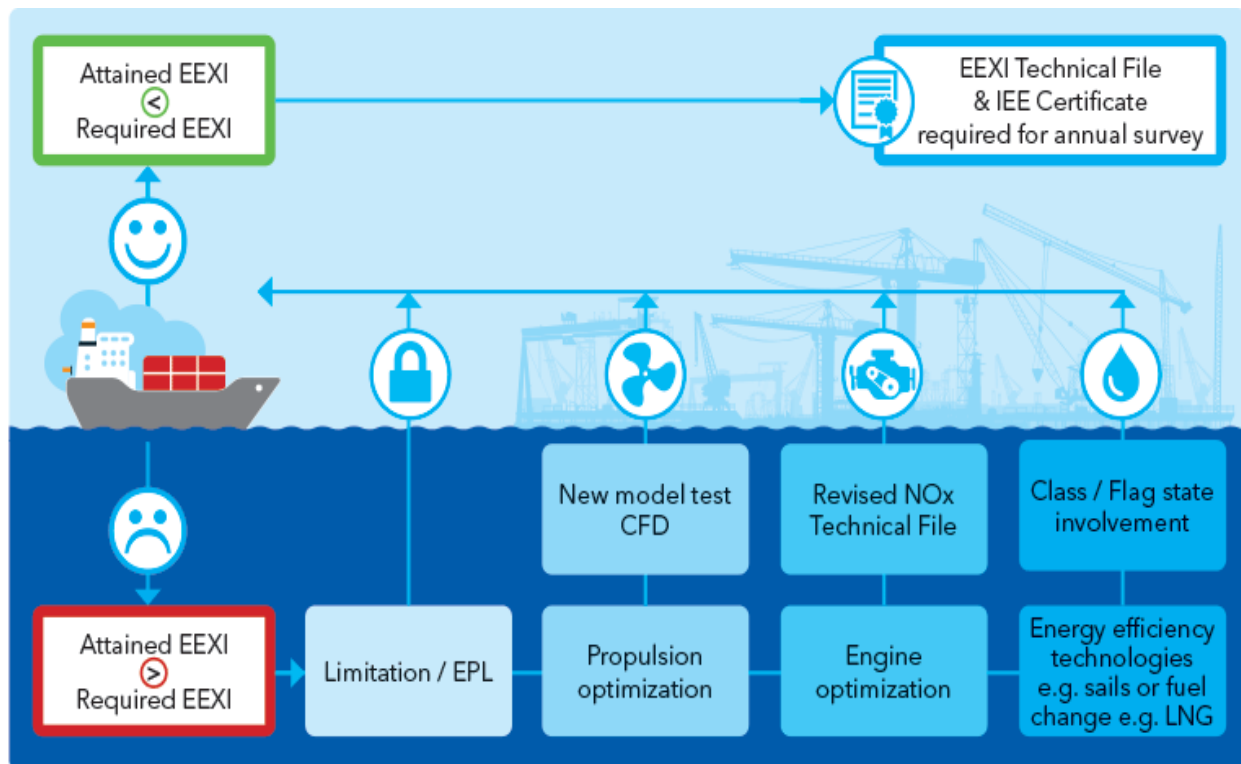 Attained EEXI
<
Required EEXI
EEXI Technical File
& IEE Certificate
required for annual survey
New model test
CFD
Revised NOx
Technical File
Class / Flag state
involvement
Attained EEXI
>
Required EEXI
Limitation / EPL
Propulsion
optimization
Engine
optimization
Energy efficiency
technologies
e.g. sails or fuel
change e.g. LNG